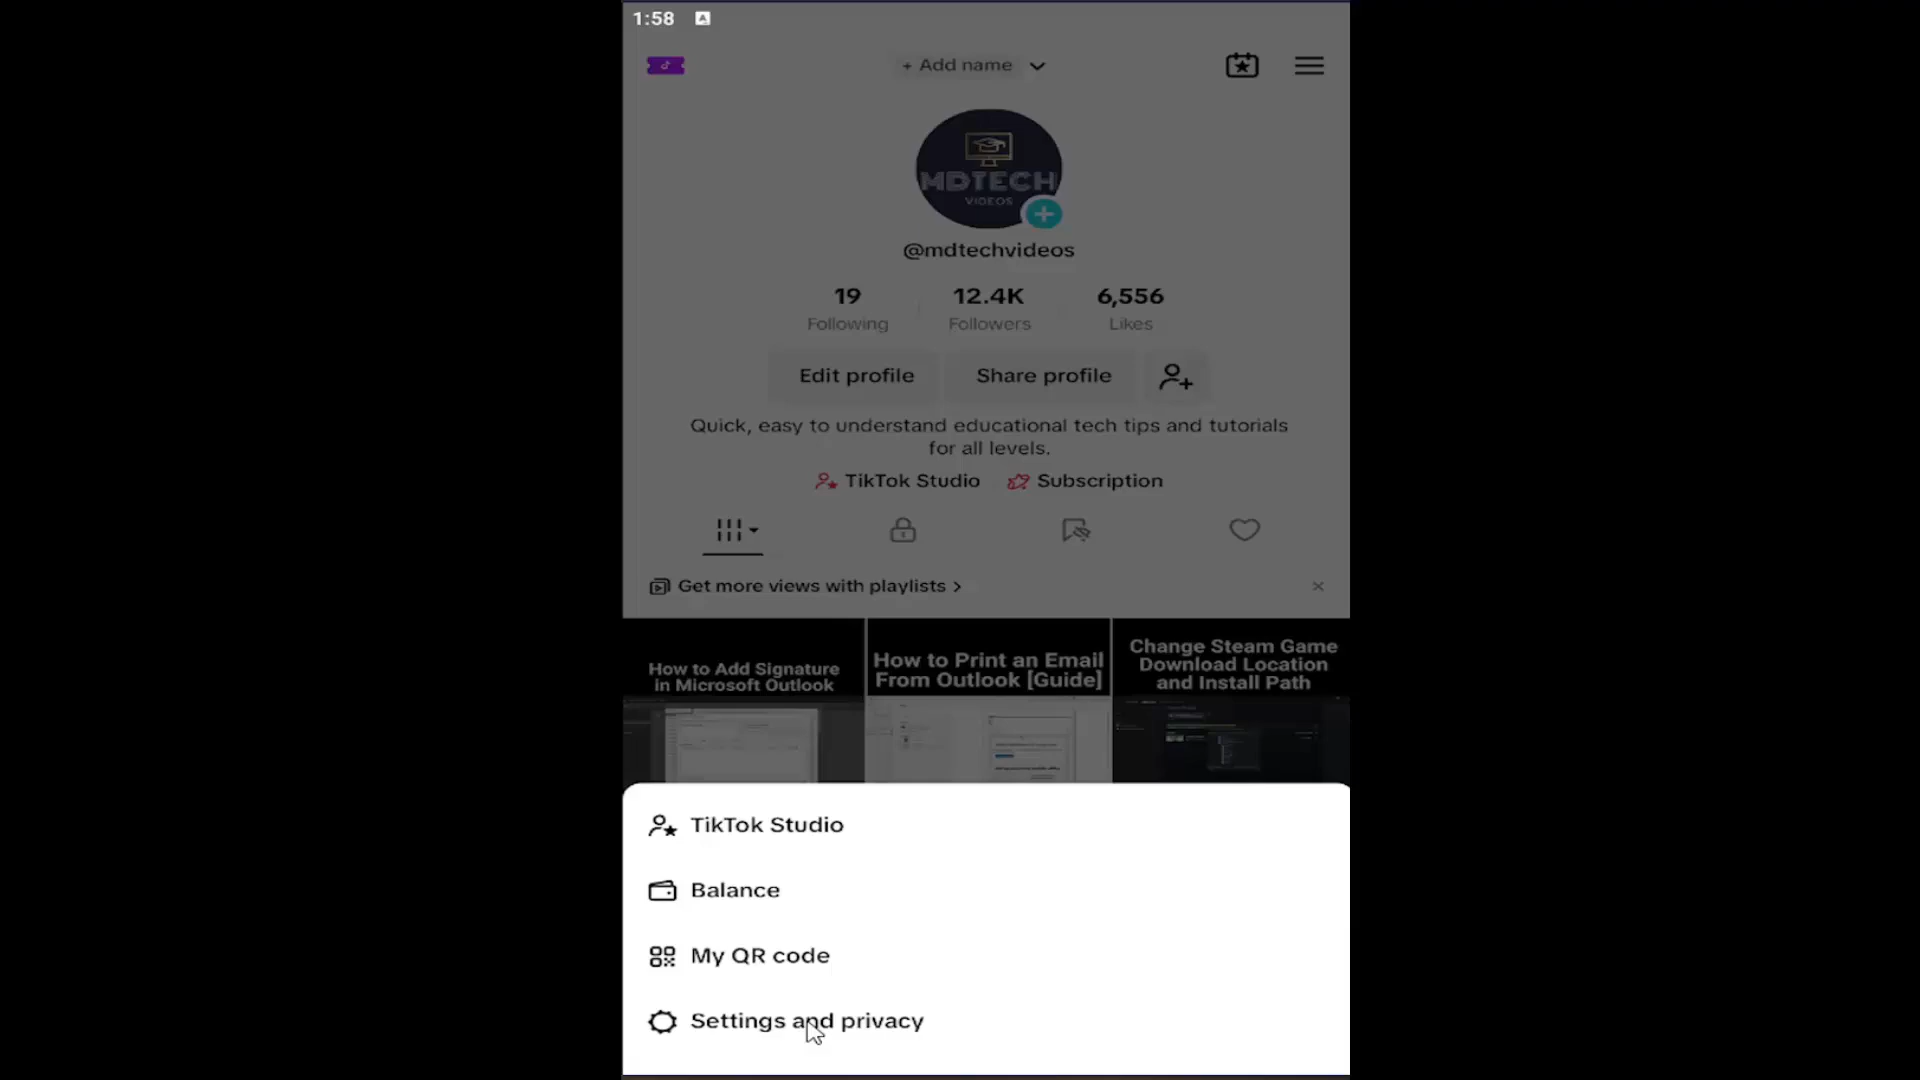 1:58
+ Add name
MDTECH
VIDEOS
@mdtechvideos
19
Following
12.4K
Followers
6,556
Likes
Edit profile
Share profile
Quick, easy to understand educational tech tips and tutorials
for all levels.
TikTok Studio
Subscription
Get more views with playlists >
How to Add Signature
in Microsoft Outlook
How to Print an Email
From Outlook [Guide]
Change Steam Game
Download Location
and Install Path
TikTok Studio
Balance
My QR code
Settings and privacy